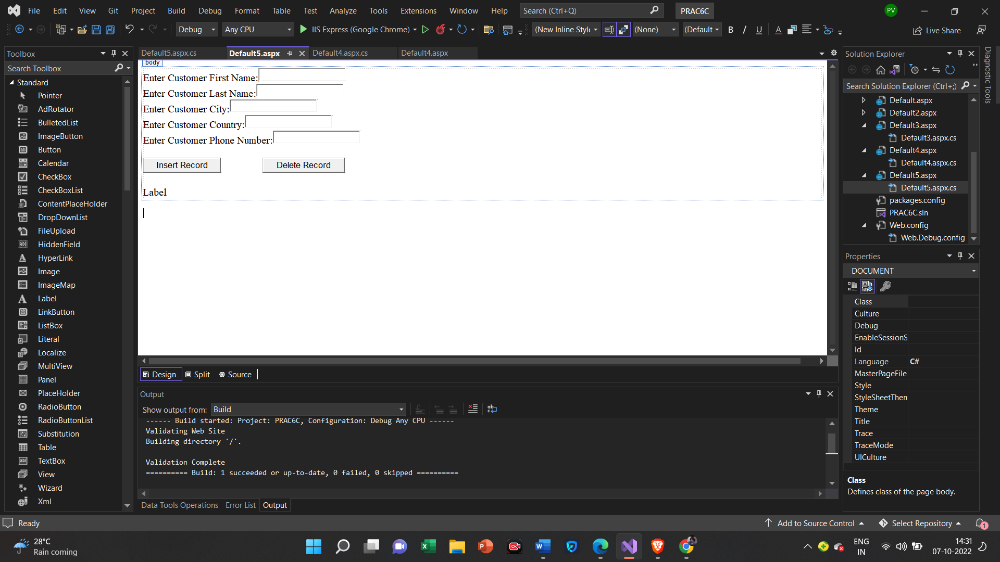 File Edit View Git Project Build Debug Format Table Test Analyze Tools Extensions Window Help Search (Ctrl+Q) PRAC6C PV
Debug Any CPU IIS Express (Google Chrome) (New Inline Style (None) (Default B I U A Live Share
Toolbox
Search Toolbox
Standard
Pointer
AdRotator
BulletedList
ImageButton
Button
Calendar
CheckBox
CheckBoxList
ContentPlaceHolder
DropDownList
FileUpload
HiddenField
HyperLink
Image
ImageMap
Label
LinkButton
ListBox
Literal
Localize
MultiView
Panel
PlaceHolder
RadioButton
RadioButtonList
Substitution
Table
TextBox
View
Wizard
Xml
Default5.aspx.cs Default5.aspx Default4.aspx.cs Default4.aspx
body
Enter Customer First Name:
Enter Customer Last Name:
Enter Customer City:
Enter Customer Country:
Enter Customer Phone Number:
Insert Record Delete Record
Label
Design Split Source
Output
Show output from: Build
------ Build started: Project: PRAC6C, Configuration: Debug Any CPU ------
Validating Web Site
Building directory '/'.
Validation Complete
========== Build: 1 succeeded or up-to-date, 0 failed, 0 skipped ==========
Data Tools Operations Error List Output
Solution Explorer
Search Solution Explorer (Ctrl+;)
Default.aspx
Default2.aspx
Default3.aspx
Default3.aspx.cs
Default4.aspx
Default4.aspx.cs
Default5.aspx
Default5.aspx.cs
packages.config
PRAC6C.sln
Web.config
Web.Debug.config
Diagnostic Tools
Properties
DOCUMENT
Class
Culture
Debug
EnableSessionS
Id
Language C#
MasterPageFile
Style
StyleSheetThem
Theme
Title
Trace
TraceMode
UICulture
Class
Defines class of the page body.
Ready Add to Source Control Select Repository 1
28°C
Rain coming
ENG
IN
14:31
07-10-2022